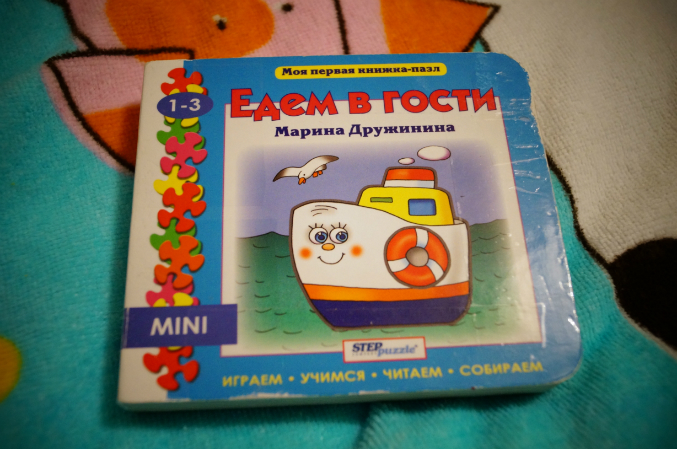 Моя первая книжка-пазл
1-3
Едем в гости
Марина Дружинина
MINI
STEP puzzle
ИГРАЕМ • УЧИМСЯ • ЧИТАЕМ • СОБИРАЕМ